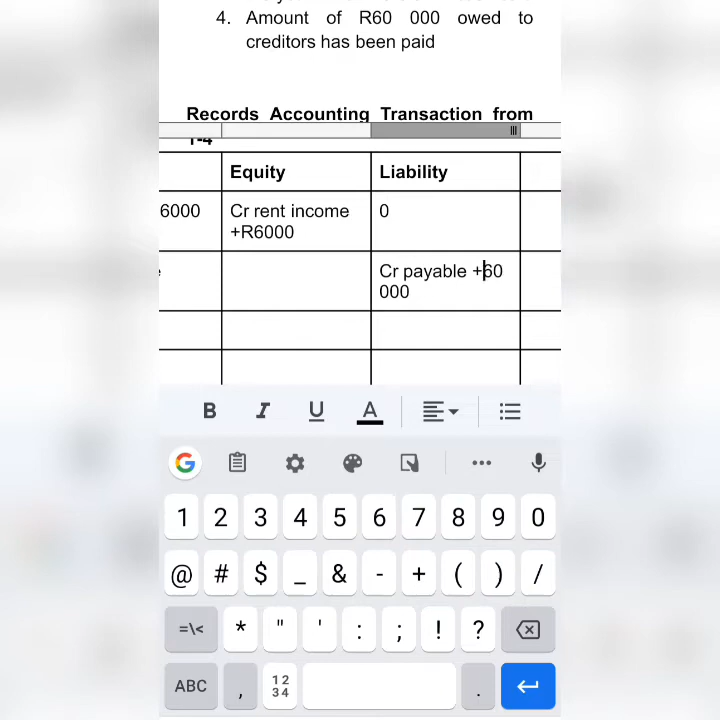 4. Amount of R60 000 owed to
creditors has been paid
Records Accounting Transaction from
1-4
Equity Liability
6000 Cr rent income 0
+R6000
Cr payable +60
000
B I U A
1 2 3 4 5 6 7 8 9 0
@ # $ _ & - + ( ) /
=\< * " ' : ; ! ?
ABC , 12 .
34